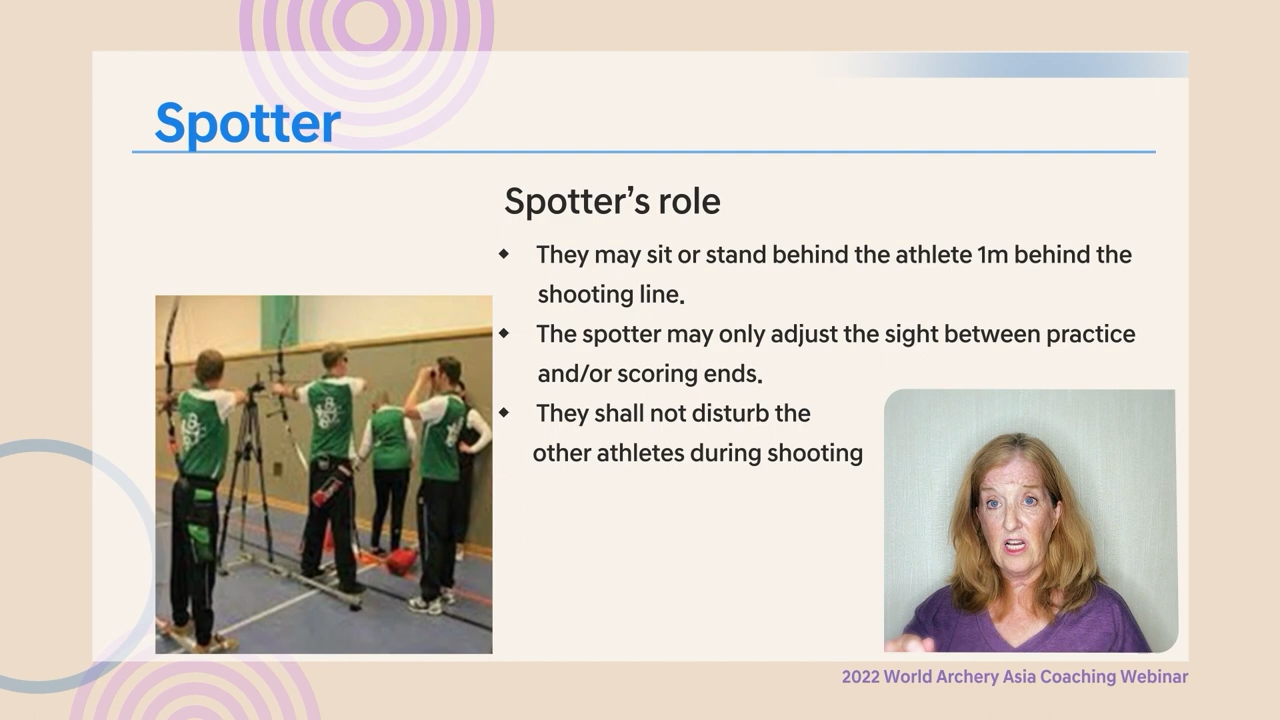 Spotter
Spotter’s role
◆ They may sit or stand behind the athlete 1m behind the
shooting line.
◆ The spotter may only adjust the sight between practice
and/or scoring ends.
◆ They shall not disturb the
other athletes during shooting
2022 World Archery Asia Coaching Webinar